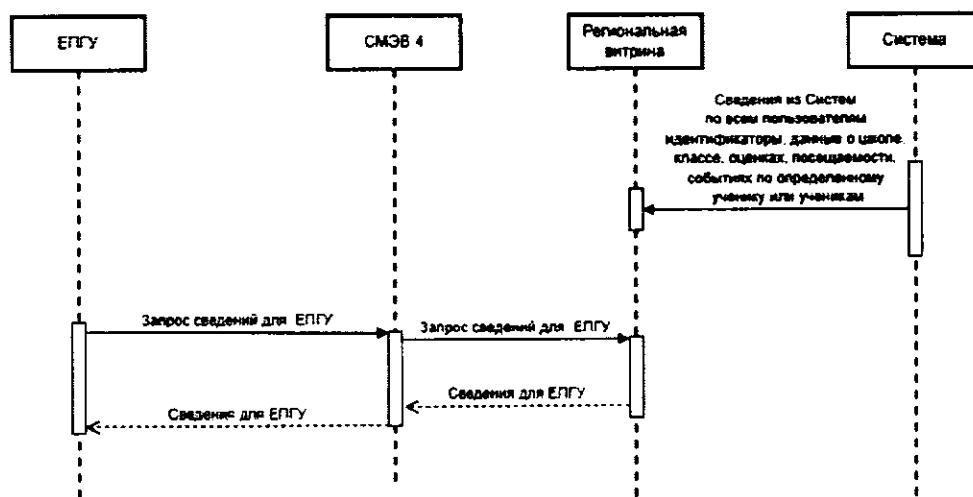 ЕПГУ
СМЭВ 4
Региональная
витрина
Система
Сведения из Систем
по всем пользователям
идентификаторы, данные о школе,
классе, оценках, посещаемости,
событиях по определенному
ученику или ученикам
Запрос сведений для ЕПГУ
Запрос сведений для ЕПГУ
Сведения для ЕПГУ
Сведения для ЕПГУ